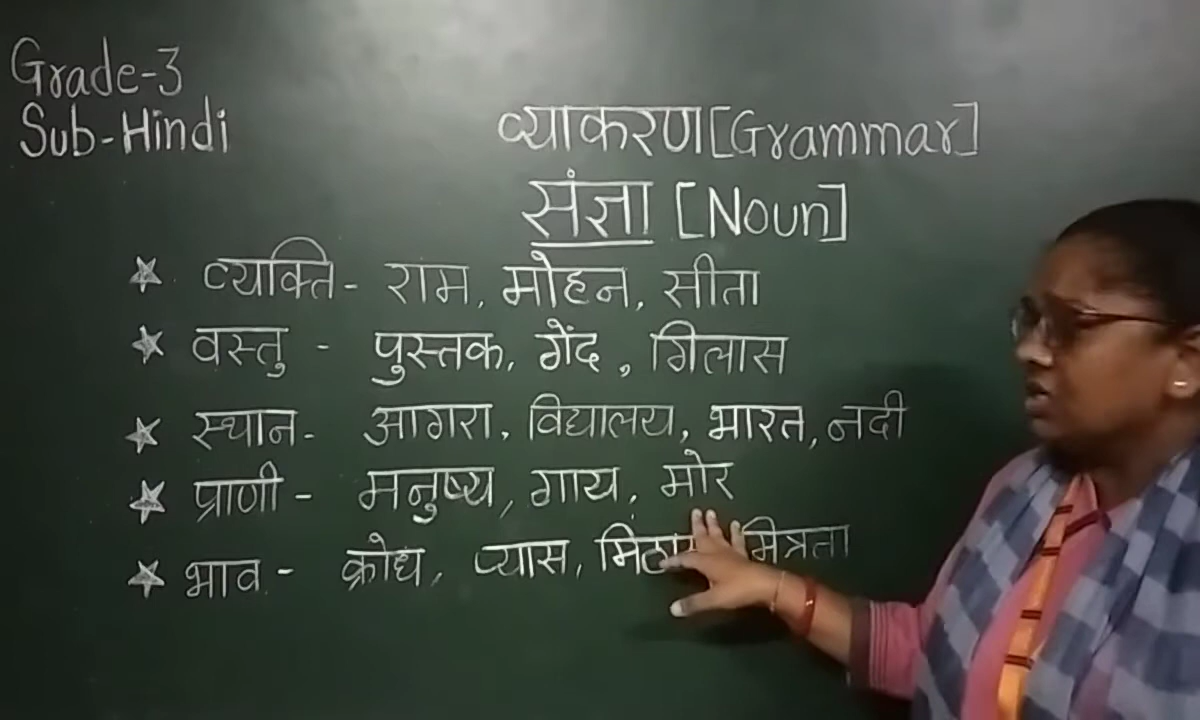 Grade-3
Sub-Hindi
व्याकरण [Grammar]
संज्ञा [Noun]
★ व्यक्ति - राम, मोहन, सीता
★ वस्तु - पुस्तक, गेंद, गिलास
★ स्थान - आगरा, विद्यालय, भारत, नदी
★ प्राणी - मनुष्य, गाय, मोर
★ भाव - क्रोध, प्यास, मित्रता